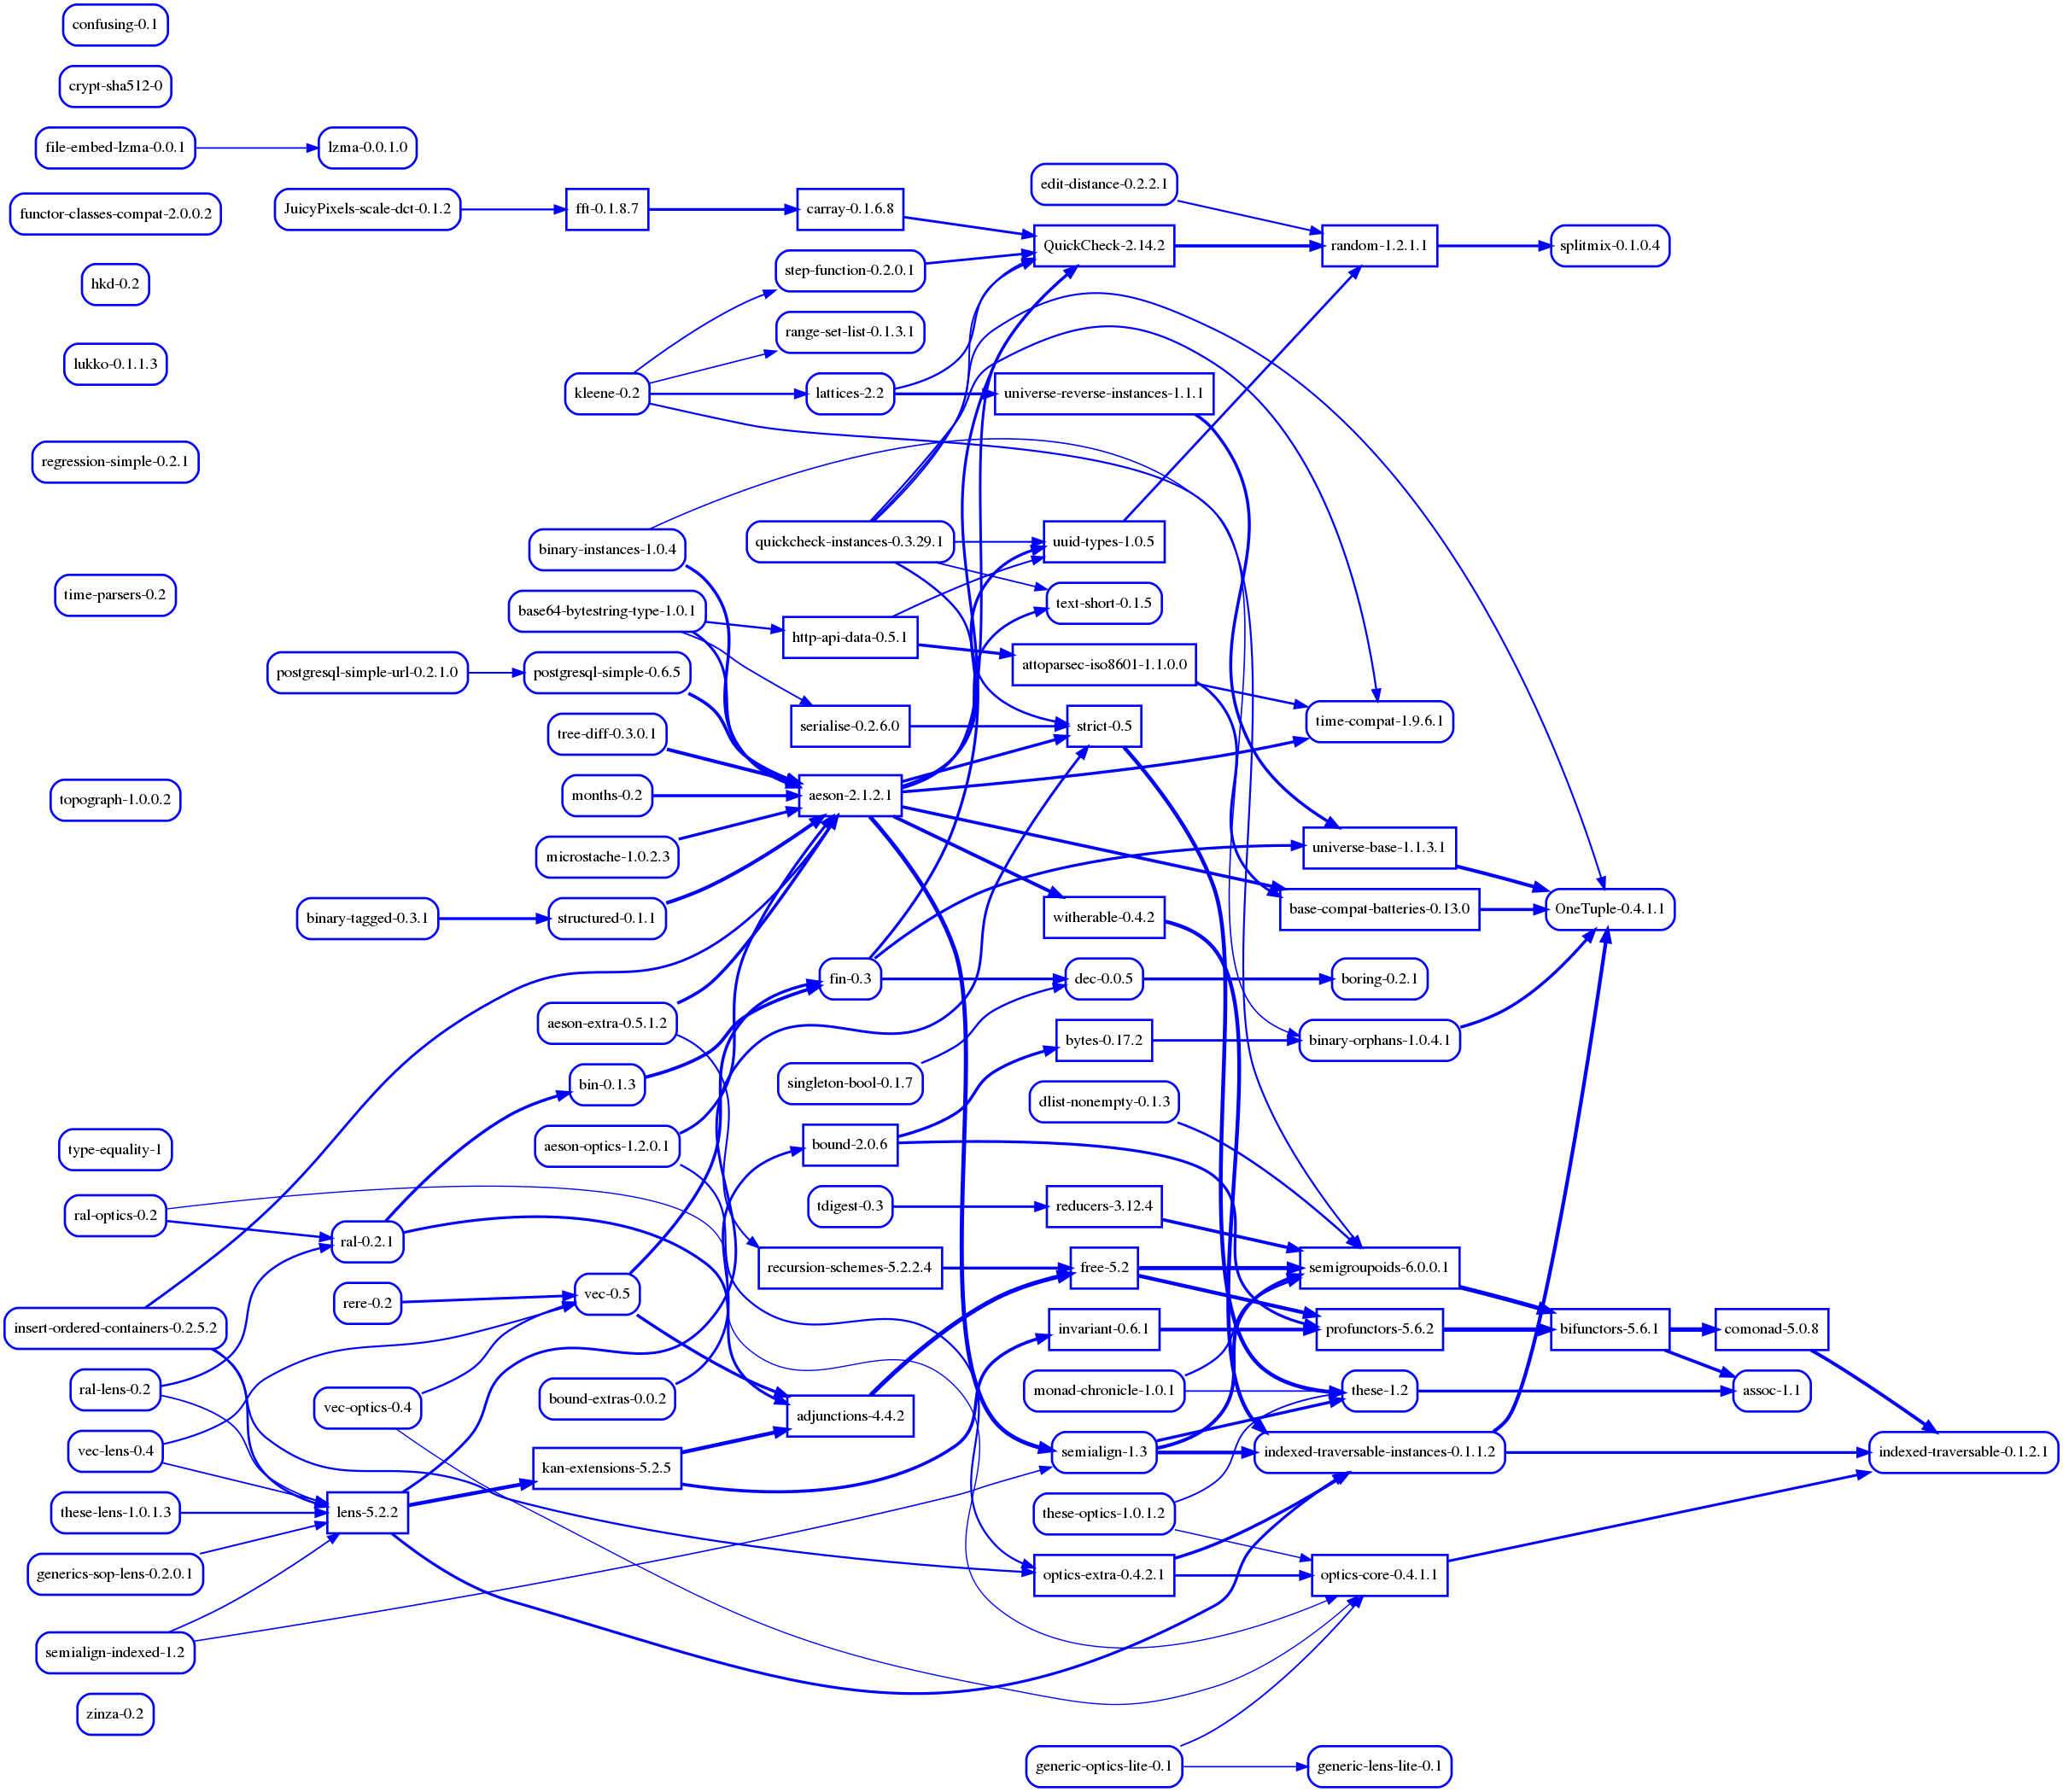 confusing-0.1
crypt-sha512-0
file-embed-lzma-0.0.1
lzma-0.0.1.0
functor-classes-compat-2.0.0.2
JuicyPixels-scale-dct-0.1.2
fft-0.1.8.7
carray-0.1.6.8
edit-distance-0.2.2.1
QuickCheck-2.14.2
random-1.2.1.1
splitmix-0.1.0.4
hkd-0.2
step-function-0.2.0.1
range-set-list-0.1.3.1
lukko-0.1.1.3
kleene-0.2
lattices-2.2
universe-reverse-instances-1.1.1
regression-simple-0.2.1
binary-instances-1.0.4
quickcheck-instances-0.3.29.1
uuid-types-1.0.5
time-parsers-0.2
base64-bytestring-type-1.0.1
text-short-0.1.5
http-api-data-0.5.1
attoparsec-iso8601-1.1.0.0
postgresql-simple-url-0.2.1.0
postgresql-simple-0.6.5
serialise-0.2.6.0
strict-0.5
time-compat-1.9.6.1
tree-diff-0.3.0.1
topograph-1.0.0.2
months-0.2
aeson-2.1.2.1
microstache-1.0.2.3
universe-base-1.1.3.1
binary-tagged-0.3.1
structured-0.1.1
witherable-0.4.2
base-compat-batteries-0.13.0
OneTuple-0.4.1.1
fin-0.3
dec-0.0.5
boring-0.2.1
aeson-extra-0.5.1.2
bytes-0.17.2
binary-orphans-1.0.4.1
bin-0.1.3
singleton-bool-0.1.7
dlist-nonempty-0.1.3
type-equality-1
aeson-optics-1.2.0.1
bound-2.0.6
ral-optics-0.2
ral-0.2.1
tdigest-0.3
reducers-3.12.4
recursion-schemes-5.2.2.4
free-5.2
semigroupoids-6.0.0.1
rere-0.2
vec-0.5
insert-ordered-containers-0.2.5.2
invariant-0.6.1
profunctors-5.6.2
bifunctors-5.6.1
comonad-5.0.8
ral-lens-0.2
vec-optics-0.4
bound-extras-0.0.2
adjunctions-4.4.2
monad-chronicle-1.0.1
these-1.2
assoc-1.1
vec-lens-0.4
kan-extensions-5.2.5
semialign-1.3
indexed-traversable-instances-0.1.1.2
indexed-traversable-0.1.2.1
these-lens-1.0.1.3
lens-5.2.2
these-optics-1.0.1.2
generics-sop-lens-0.2.0.1
optics-extra-0.4.2.1
optics-core-0.4.1.1
semialign-indexed-1.2
zinza-0.2
generic-optics-lite-0.1
generic-lens-lite-0.1